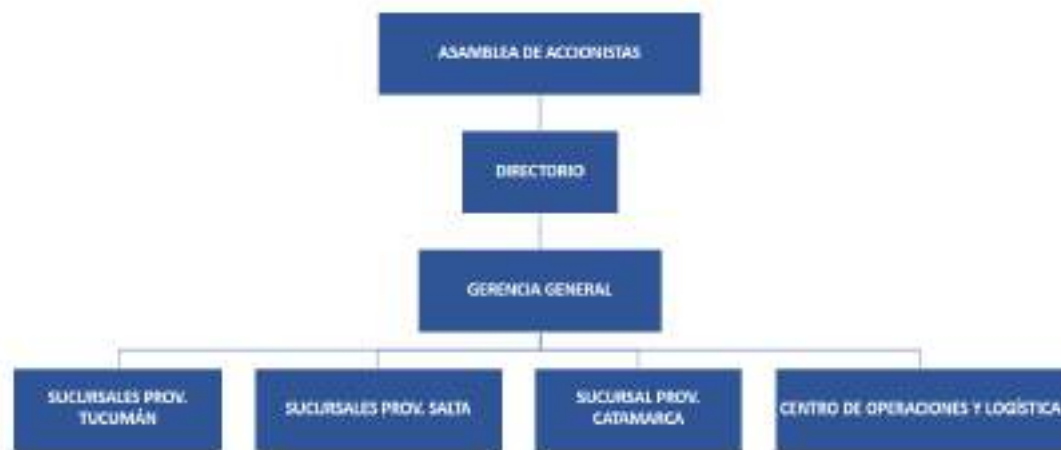 ASAMBLEA DE ACCIONISTAS
DIRECTORIO
GERENCIA GENERAL
SUCURSALES PROV.
TUCUMÁN
SUCURSALES PROV. SALTA
SUCURSAL PROV.
CATAMARCA
CENTRO DE OPERACIONES Y LOGÍSTICA